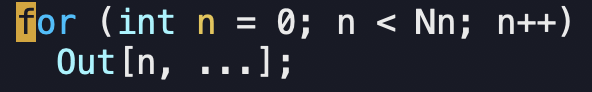 for (int n = 0; n < Nn; n++)
  Out[n, ...];